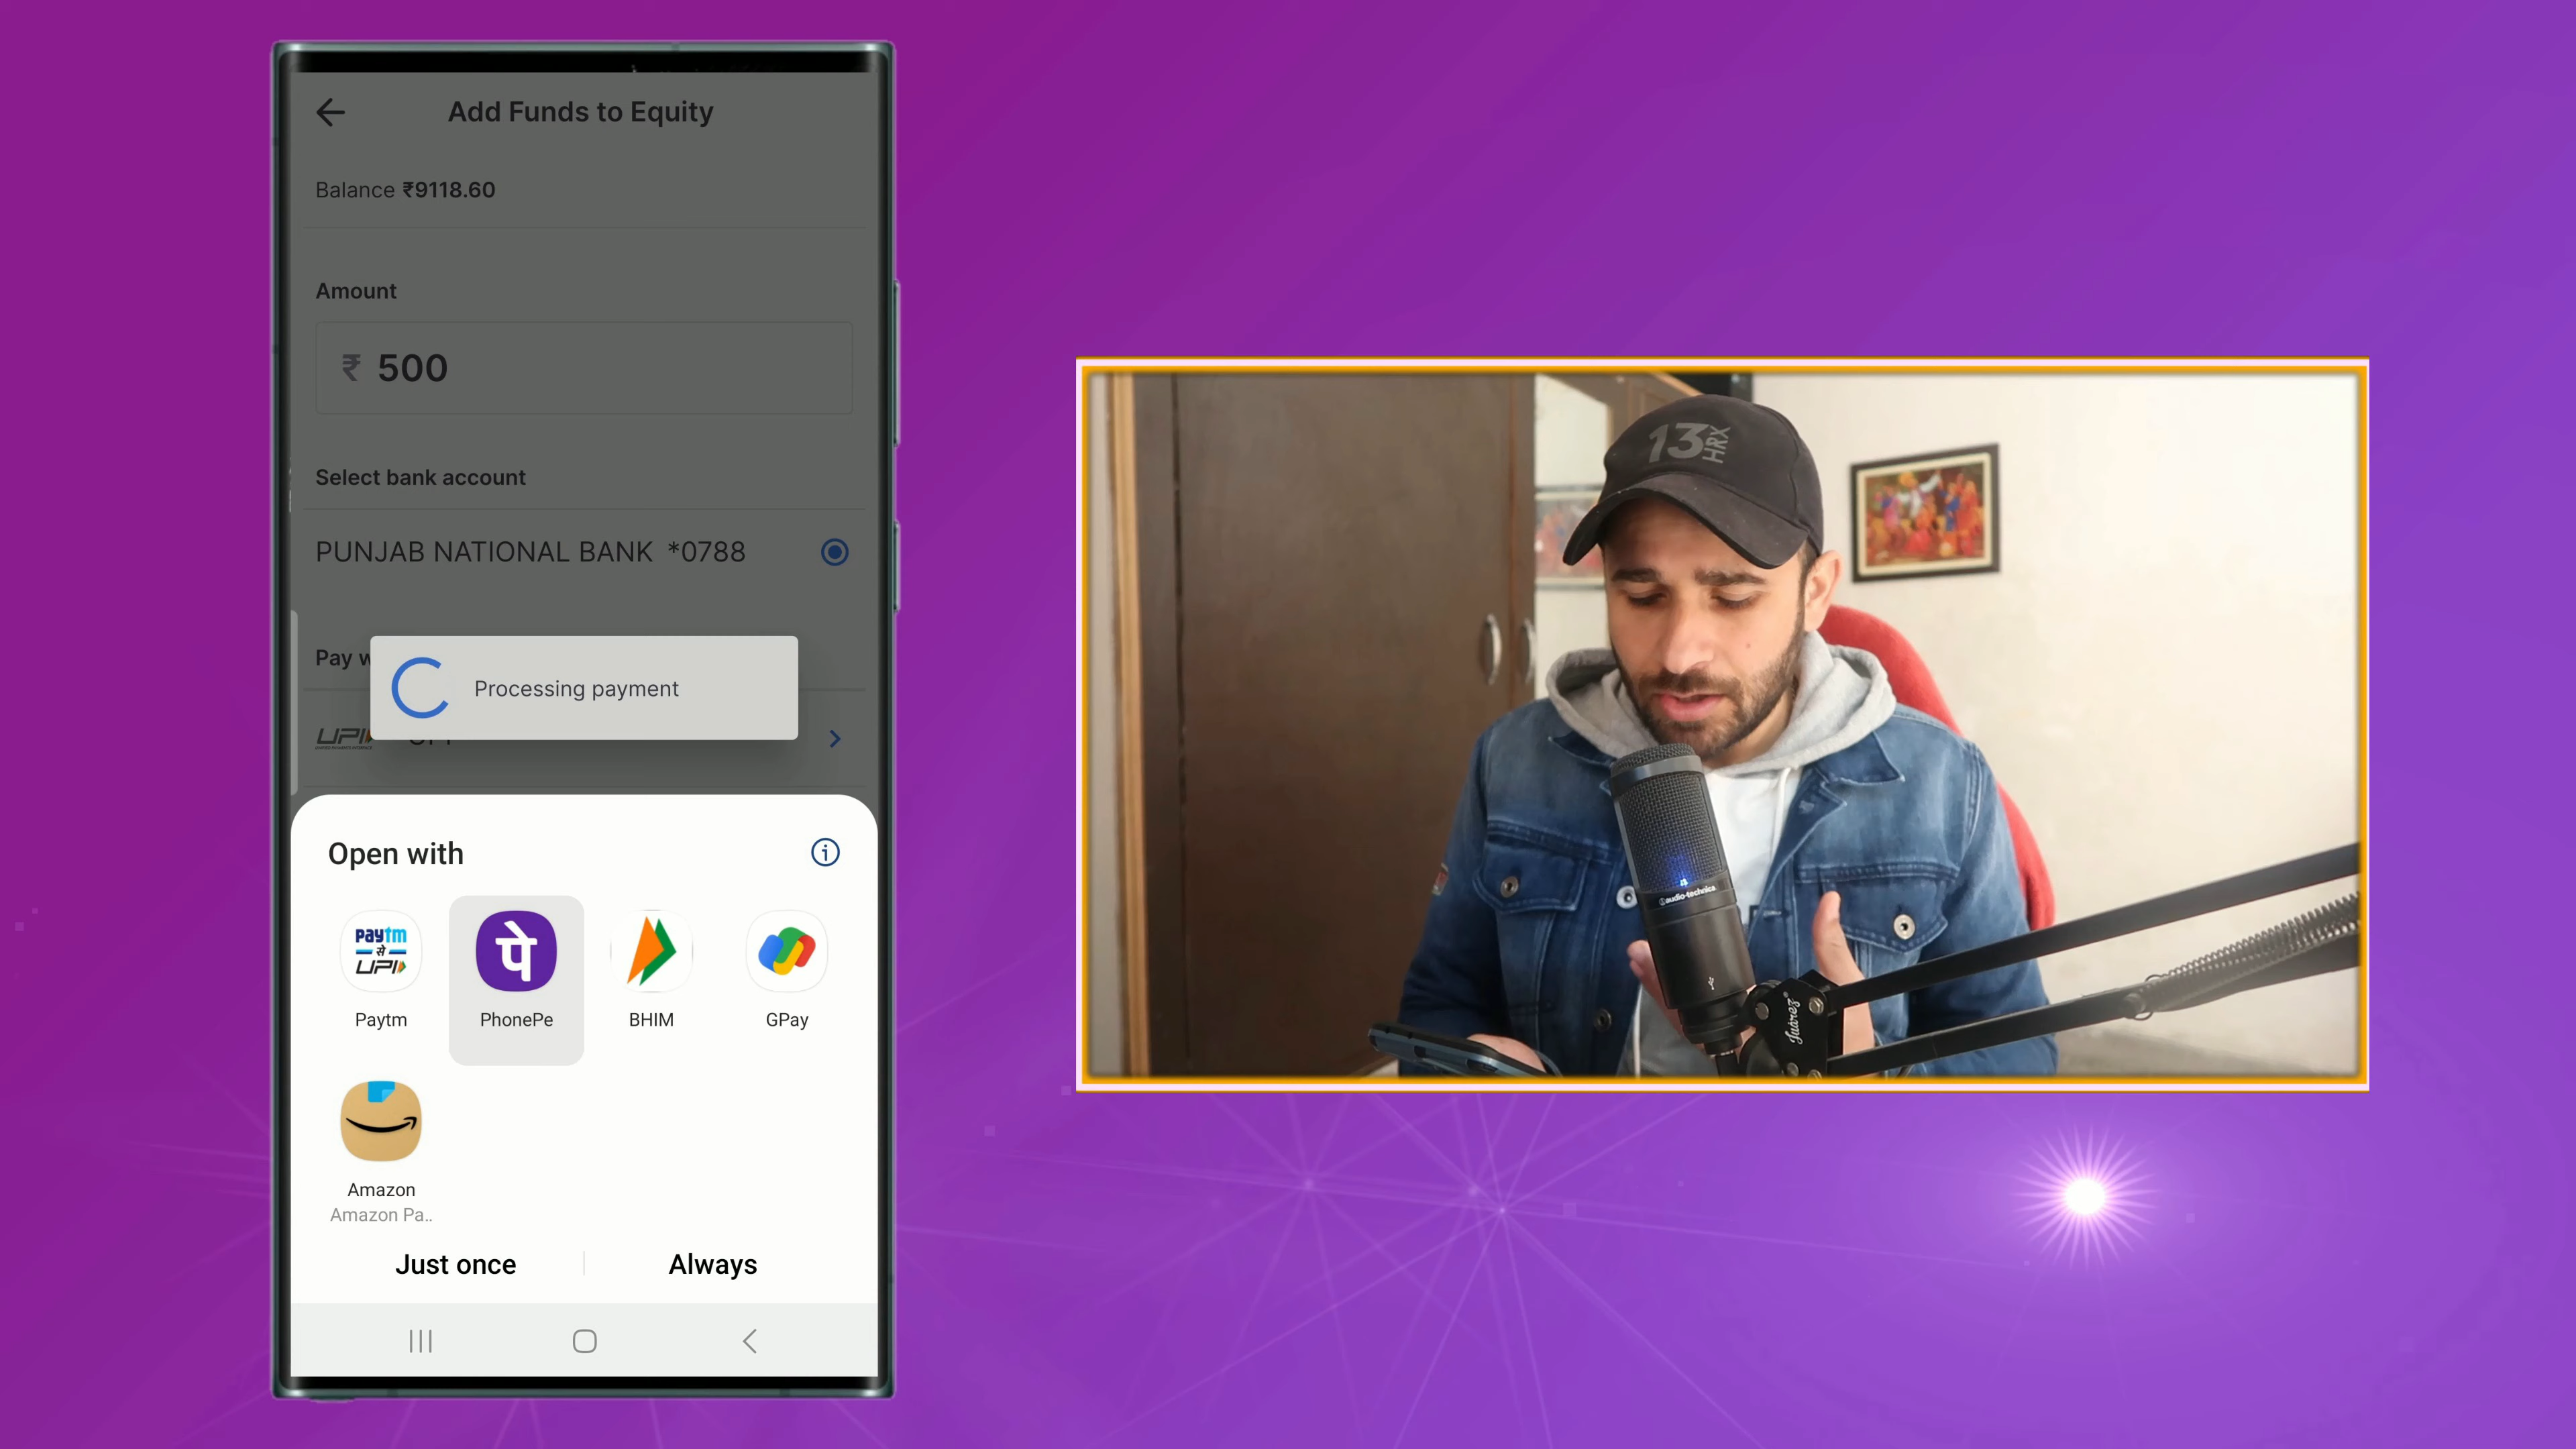 Add Funds to Equity
Balance ₹9118.60
Amount
₹ 500
Select bank account
PUNJAB NATIONAL BANK *0788
Pay w
Processing payment
UPI
Open with
paytm
से
UPI
Paytm
पे
PhonePe
BHIM
GPay
Amazon
Amazon Pa..
Just once
Always
13
HRX
audio-technica
Juárez